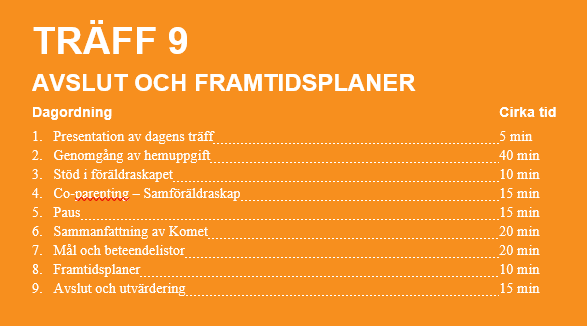 TRÄFF 9
AVSLUT OCH FRAMTIDSPLANER
Dagordning Cirka tid
1. Presentation av dagens träff 5 min
2. Genomgång av hemuppgift 40 min
3. Stöd i föräldraskapet 10 min
4. Co-parenting – Samföräldraskap 15 min
5. Paus 15 min
6. Sammanfattning av Komet 20 min
7. Mål och beteendelistor 20 min
8. Framtidsplaner 10 min
9. Avslut och utvärdering 15 min